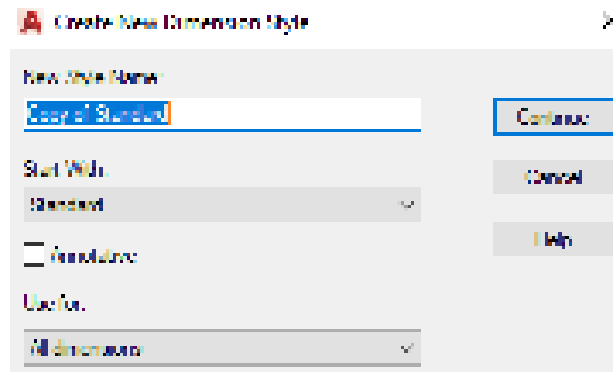 Create New Dimension Style
New Style Name:
Copy of Standard
Continue
Start With:
Cancel
Standard
Help
Annotative
Use for:
All dimensions